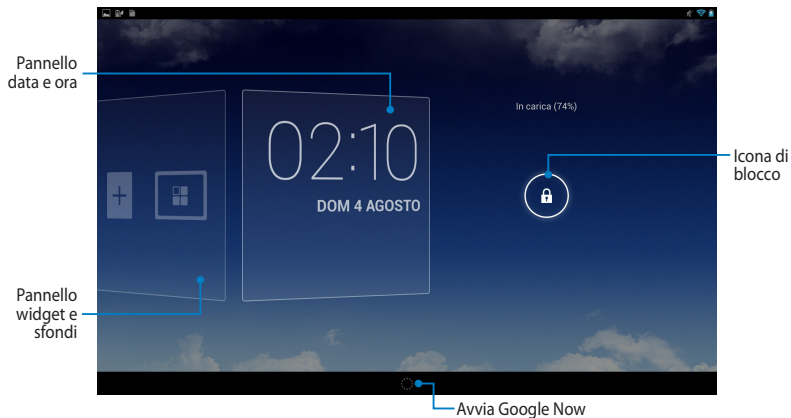 Pannello
data e ora
In carica (74%)
02:10
DOM 4 AGOSTO
Icona di
blocco
Pannello
widget e
sfondi
Avvia Google Now